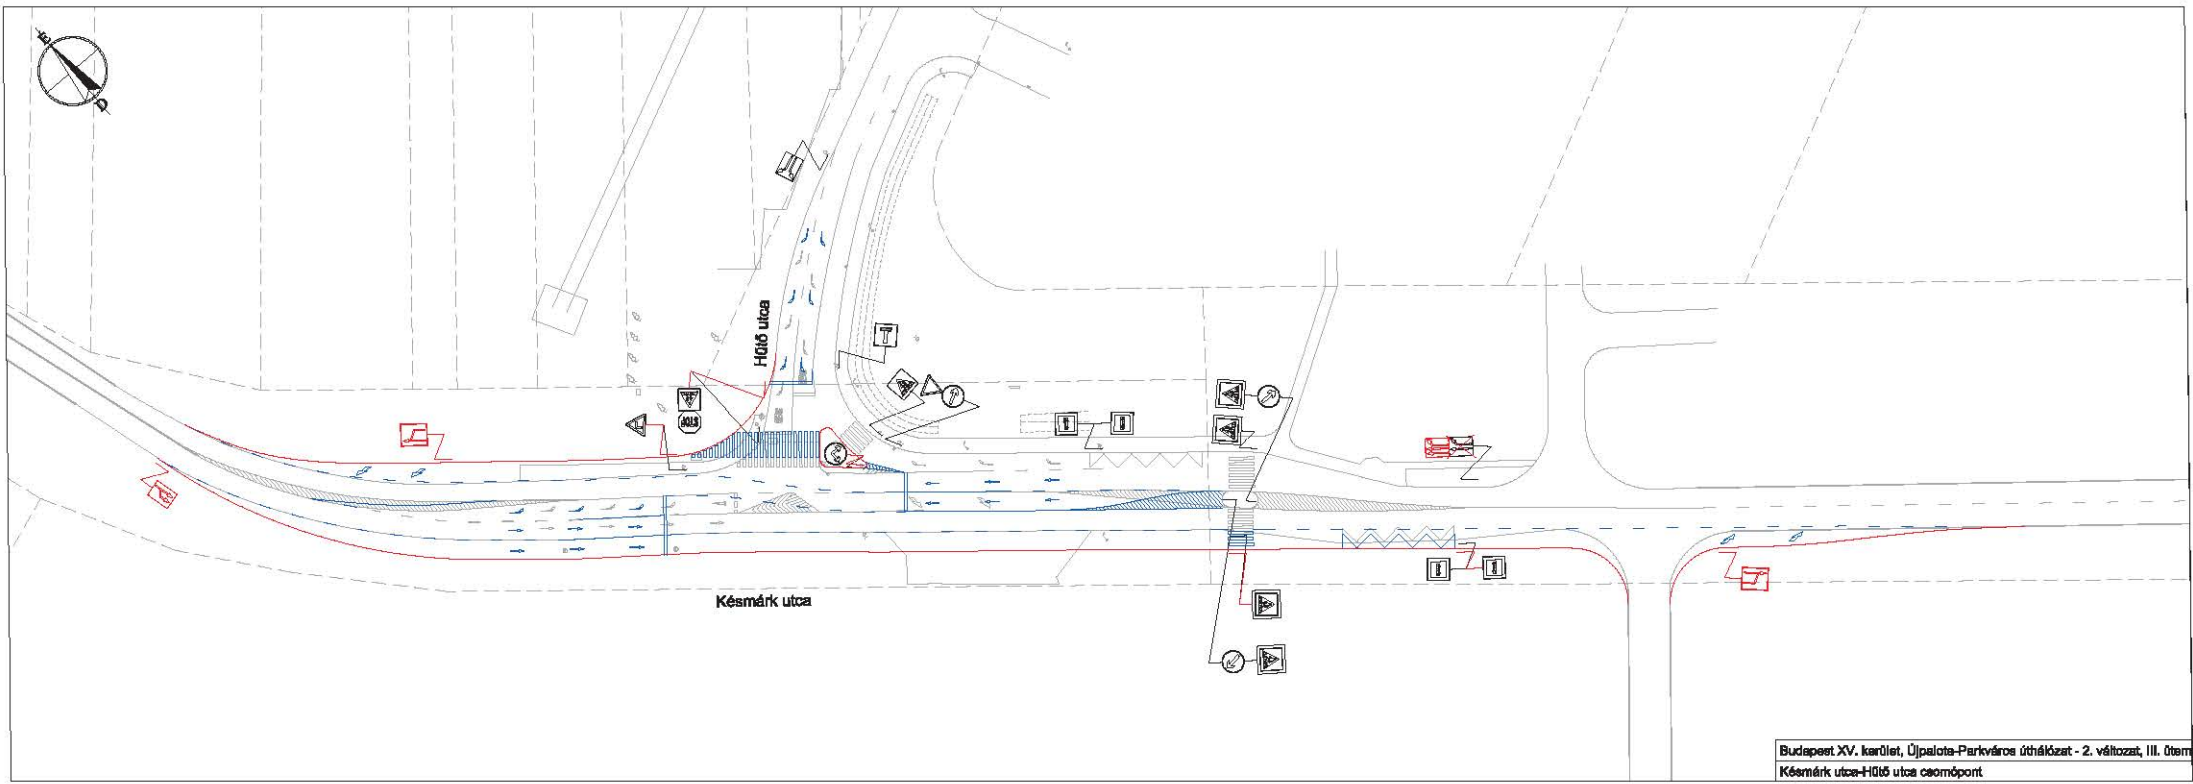 É
D
Hűtő utca
STOP
Késmárk utca
Budapest XV. kerület, Újpalota-Parkváros úthálózat - 2. változat, III. ütem
Késmárk utca-Hűtő utca csomópont